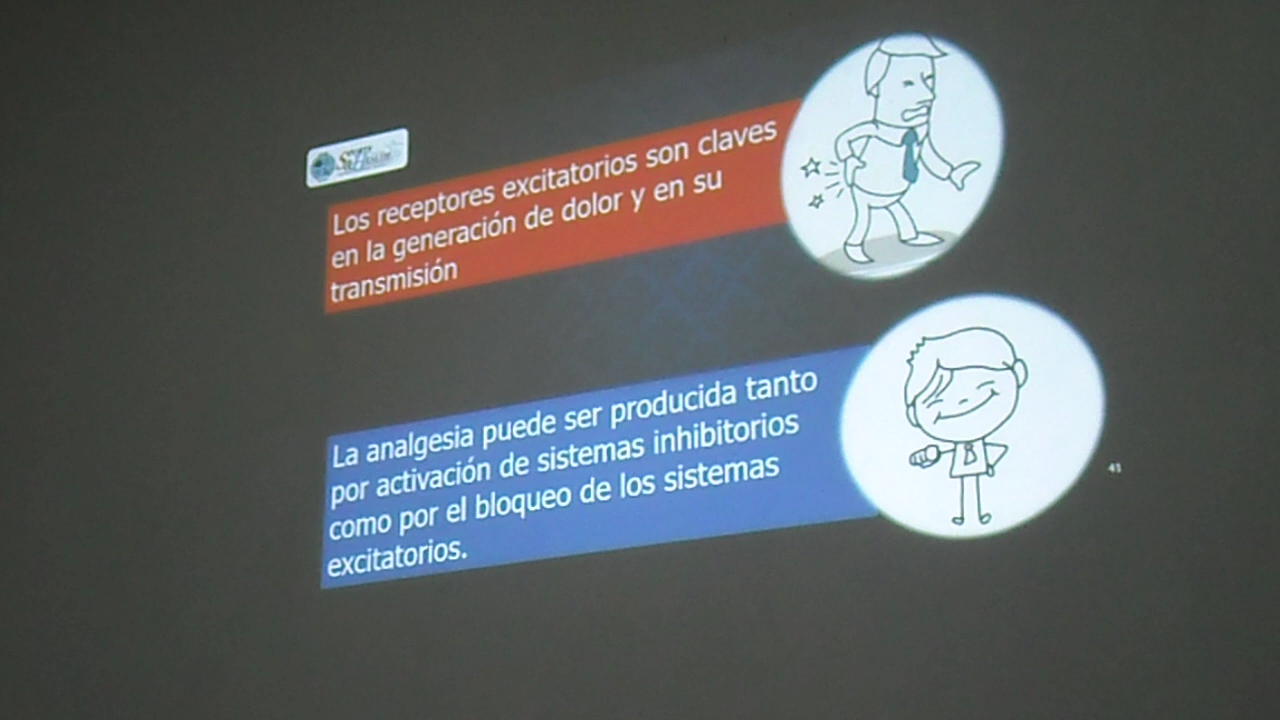 Los receptores excitatorios son claves
en la generación de dolor y en su
transmisión
La analgesia puede ser producida tanto
por activación de sistemas inhibitorios
como por el bloqueo de los sistemas
excitatorios.
41